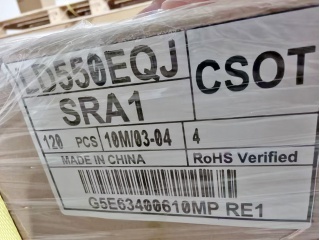 LD550EQJ
CSOT
SRA1
120 PCS 10M/03-04 4
MADE IN CHINA RoHS Verified
G5E63400610MP RE1